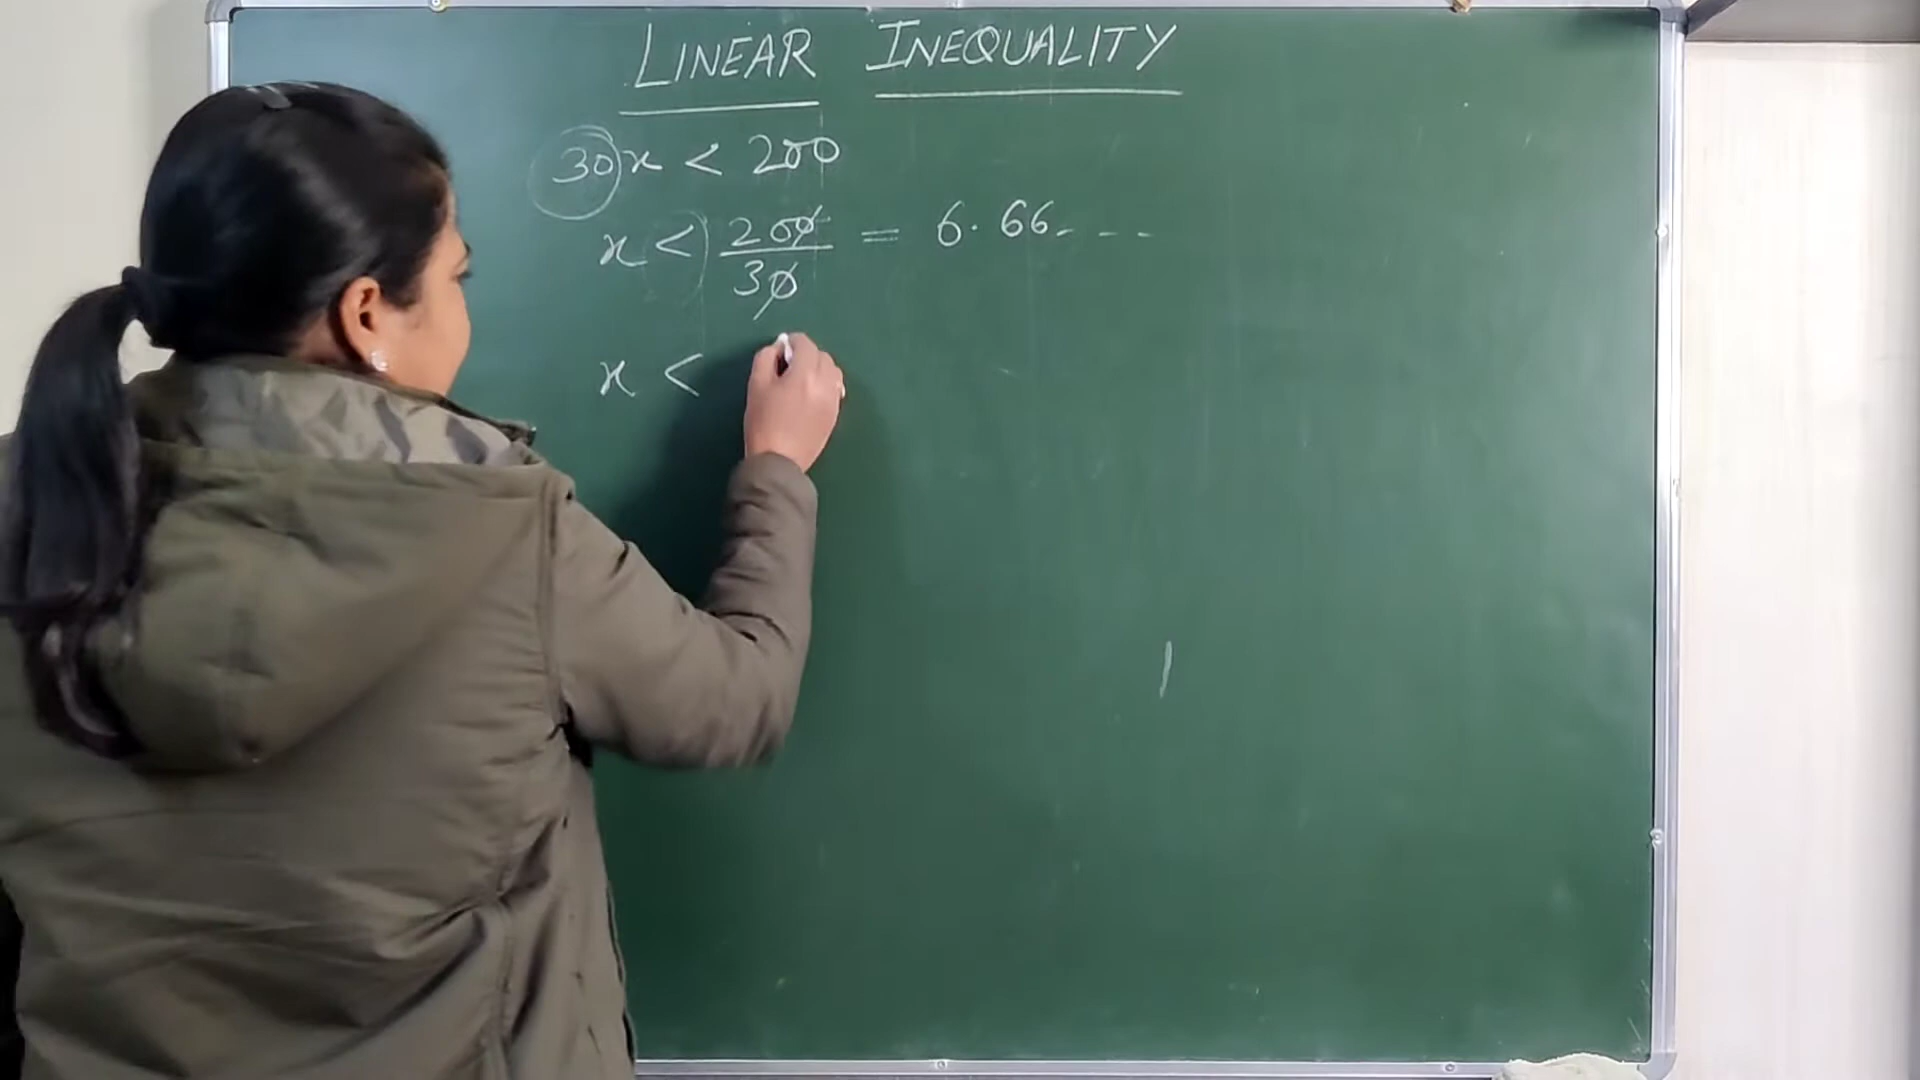 LINEAR INEQUALITY
30x < 200
x < 200/30 = 6.66---
x <